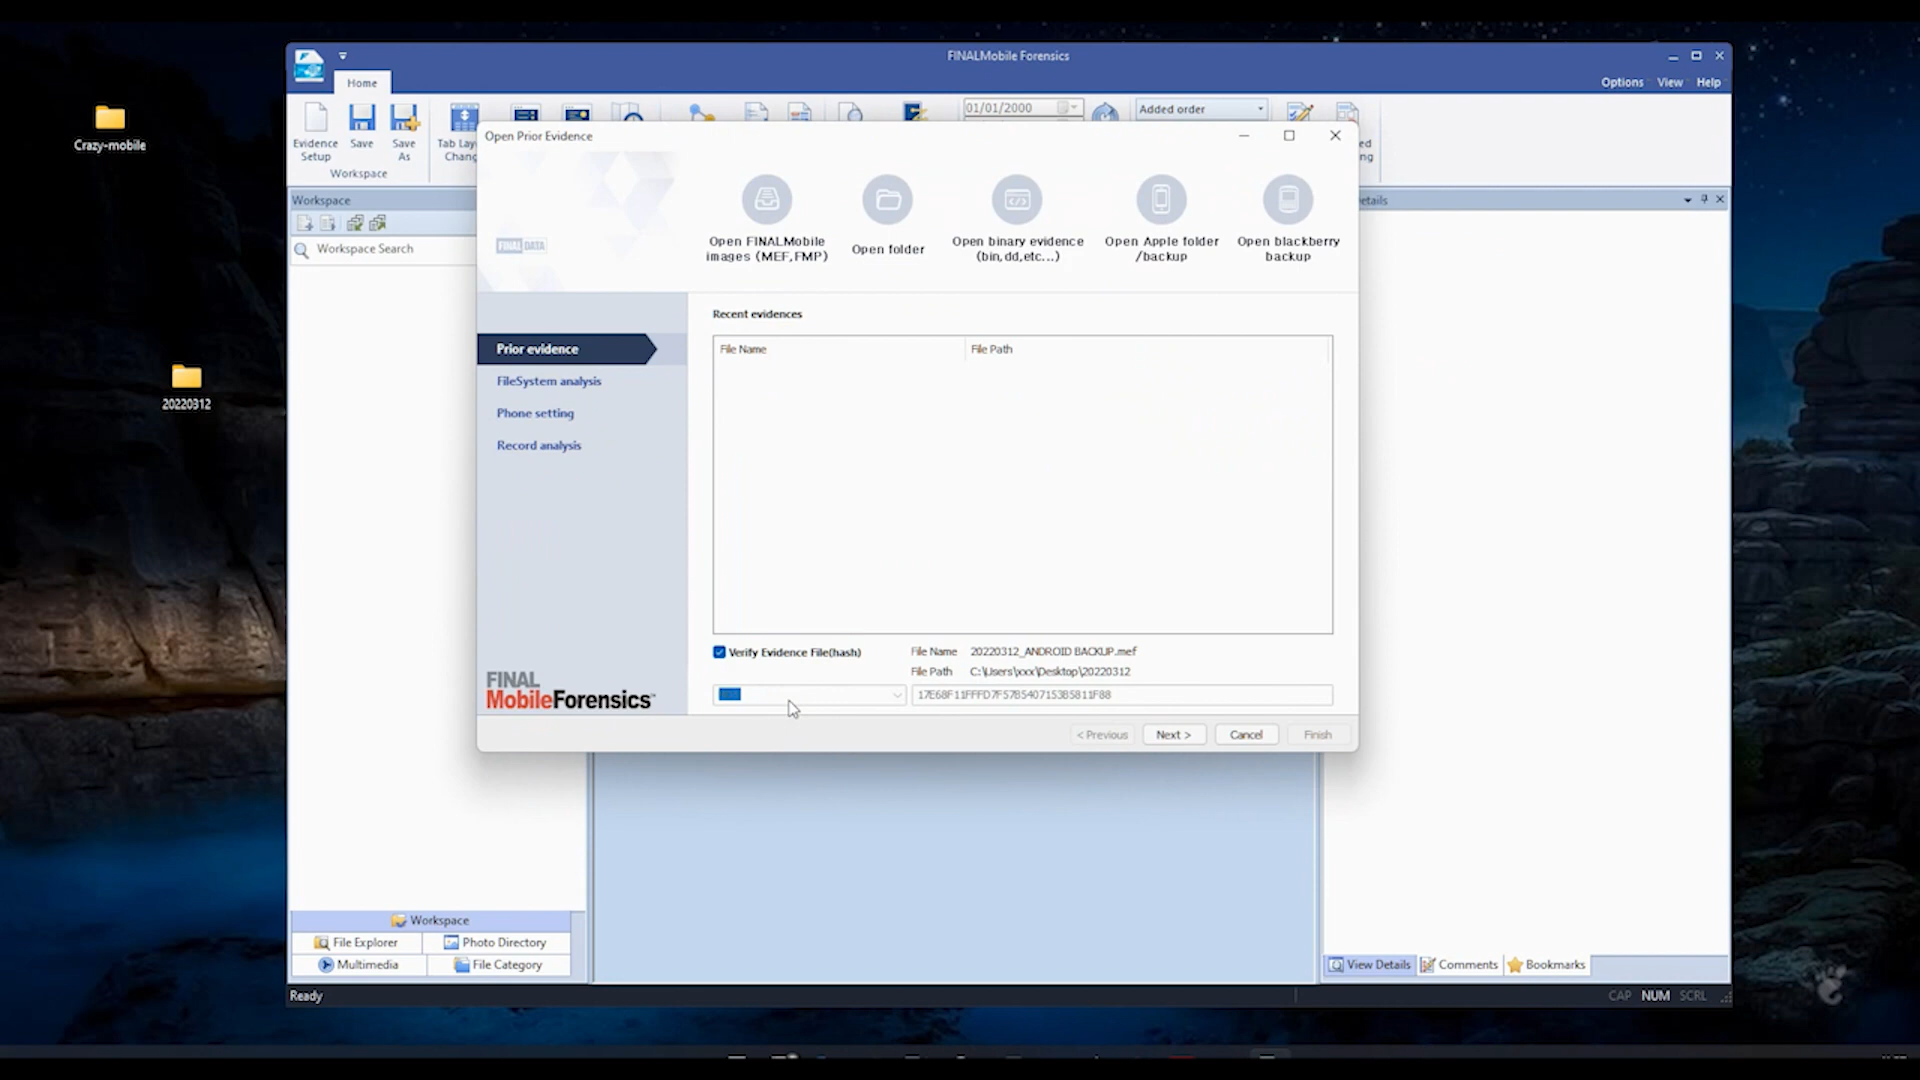 FINALMobile Forensics
Home
Options View Help
Crazy-mobile
Evidence Setup
Save
Save As
01/01/2000
Added order
Workspace
Open Prior Evidence
Workspace
Workspace Search
FINALDATA
Open FINALMobile
images (MEF,FMP)
Open folder
Open binary evidence
(bin,dd,etc...)
Open Apple folder
/backup
Open blackberry
backup
Recent evidences
File Name File Path
Prior evidence
FileSystem analysis
Phone setting
Record analysis
20220312
Verify Evidence File(hash)
File Name 20220312_ANDROID BACKUP.mef
File Path C:\Users\xxx\Desktop\20220312
17E68F11FFFD7F57B5407153B5811F88
FINAL
MobileForensics
< Previous Next > Cancel Finish
Workspace
File Explorer Photo Directory
Multimedia File Category
View Details Comments Bookmarks
Ready
CAP NUM SCRL